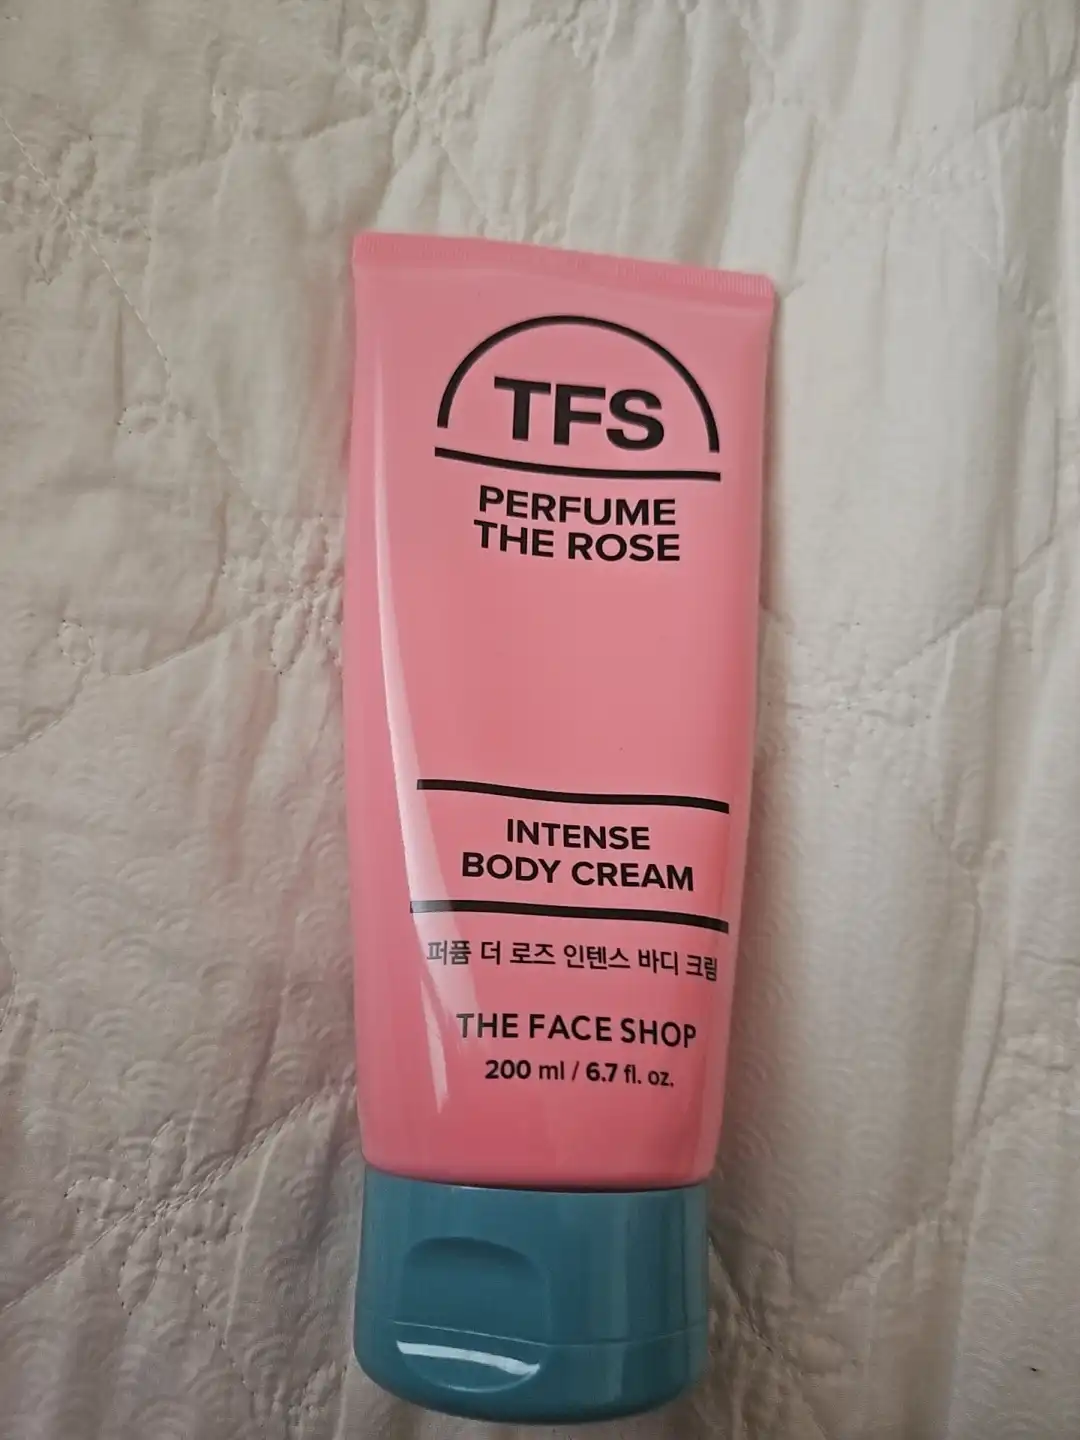 TFS
PERFUME
THE ROSE
INTENSE
BODY CREAM
퍼퓸 더 로즈 인텐스 바디 크림
THE FACE SHOP
200 ml / 6.7 fl. oz.